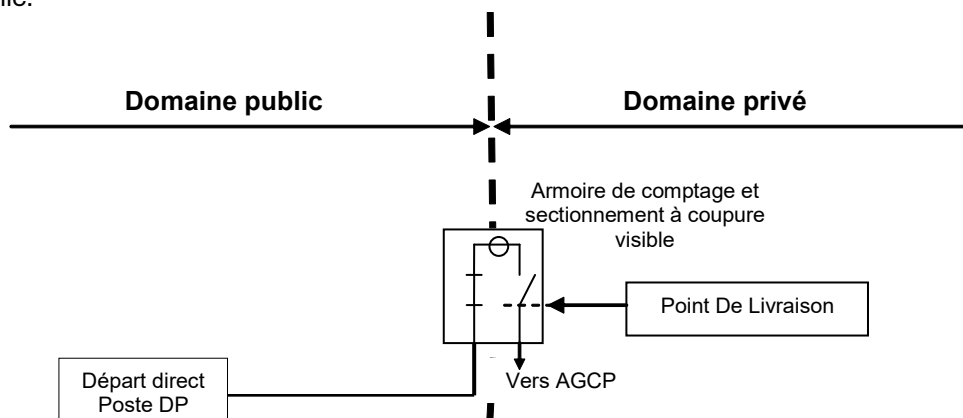 Domaine public
Domaine privé
Armoire de comptage et
sectionnement à coupure
visible
Point De Livraison
Départ direct
Poste DP
Vers AGCP